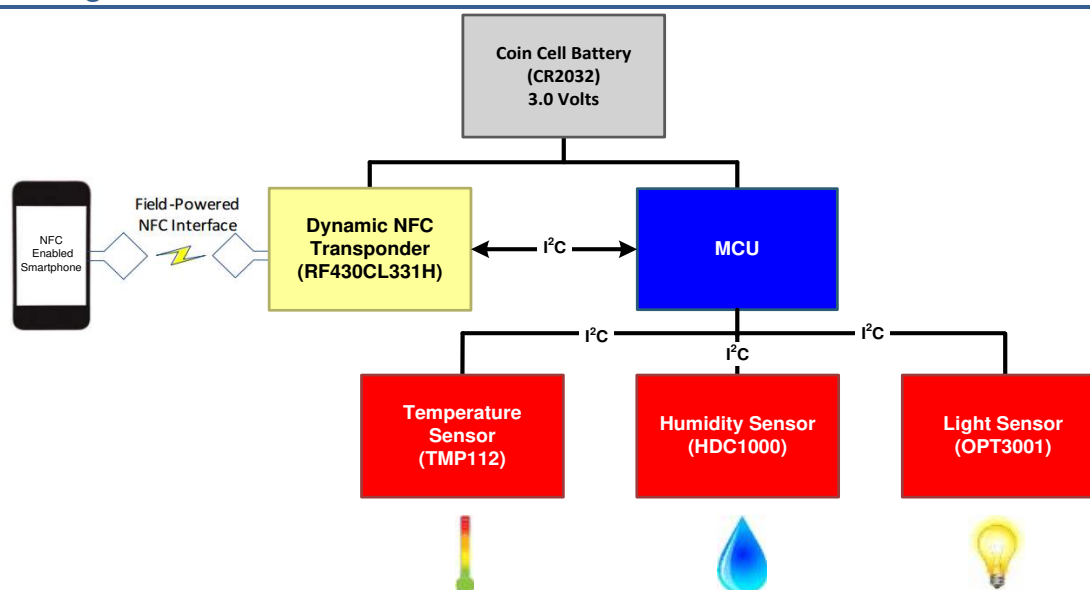 Coin Cell Battery
(CR2032)
3.0 Volts
Field-Powered
NFC Interface
NFC
Enabled
Smartphone
Dynamic NFC
Transponder
(RF430CL331H)
I²C
MCU
I²C
I²C
I²C
Temperature
Sensor
(TMP112)
Humidity Sensor
(HDC1000)
Light Sensor
(OPT3001)